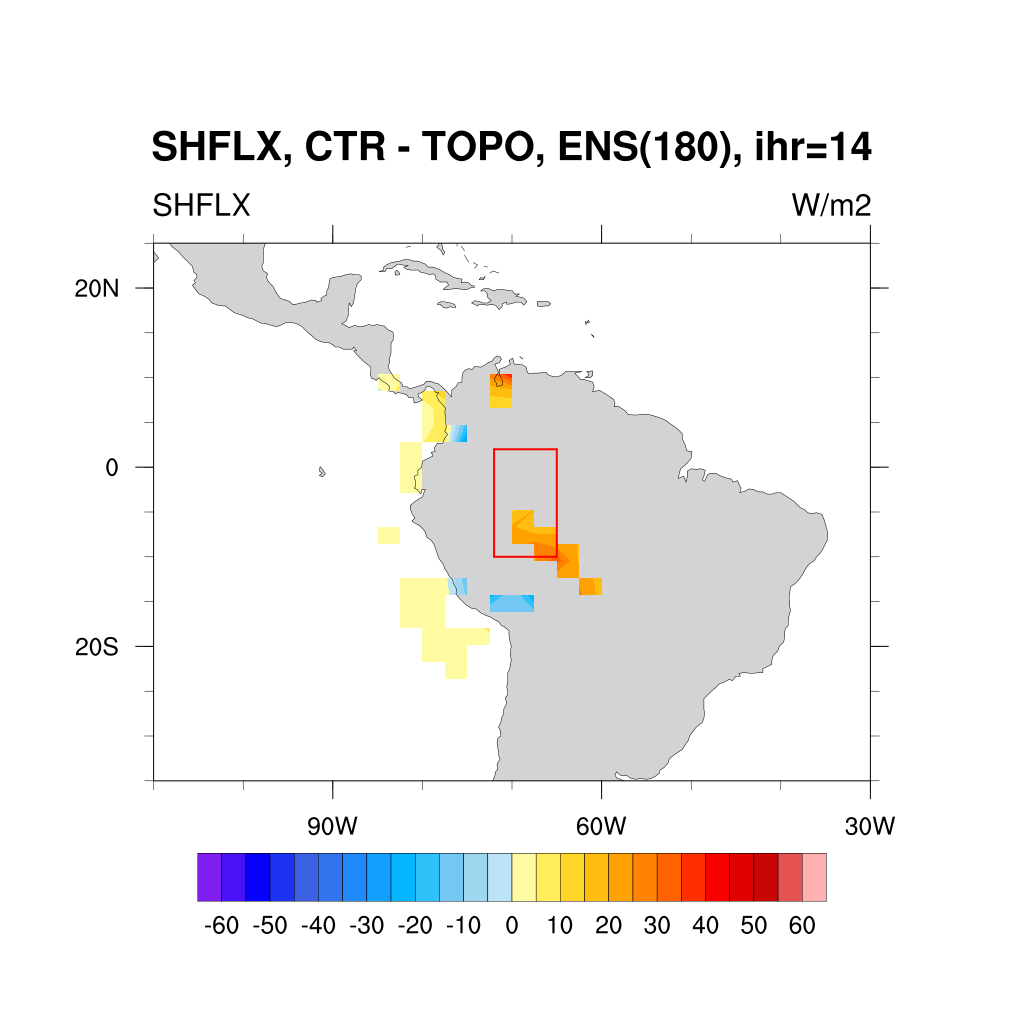 SHFLX, CTR - TOPO, ENS(180), ihr=14
SHFLX W/m2
20N
0
20S
90W 60W 30W
-60 -50 -40 -30 -20 -10 0 10 20 30 40 50 60